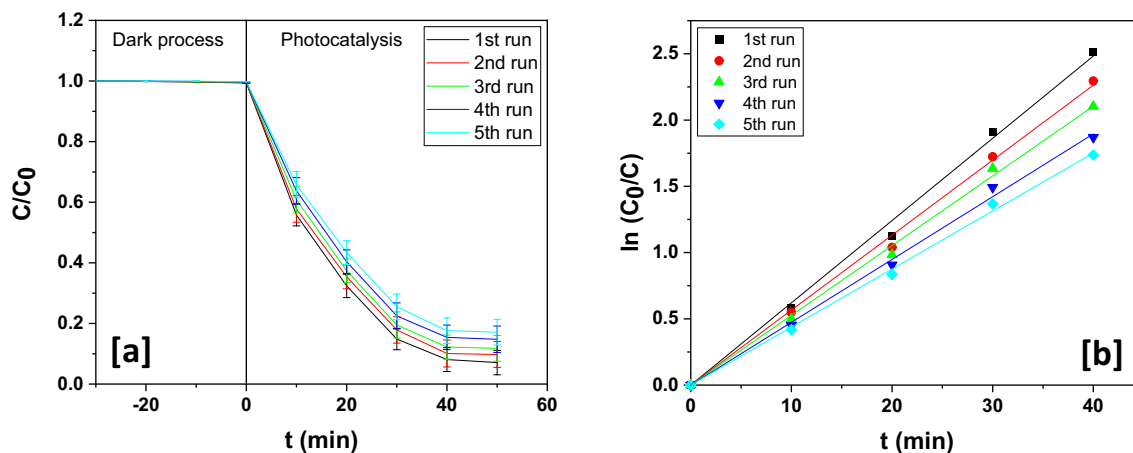 1.2
1.0
0.8
0.6
0.4
0.2
0.0
C/C0
Dark process
Photocatalysis
1st run
2nd run
3rd run
4th run
5th run
[a]
-20 0 20 40 60
t (min)
2.5
2.0
1.5
1.0
0.5
0.0
ln (C0/C)
1st run
2nd run
3rd run
4th run
5th run
[b]
0 10 20 30 40
t (min)